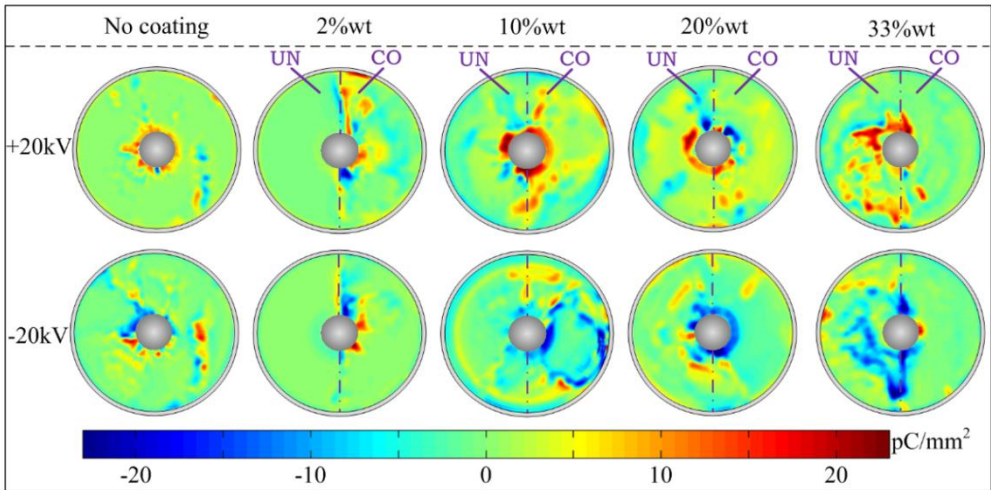 No coating 2%wt 10%wt 20%wt 33%wt
UN CO UN CO UN CO UN CO
+20kV
-20kV
pC/mm²
-20 -10 0 10 20